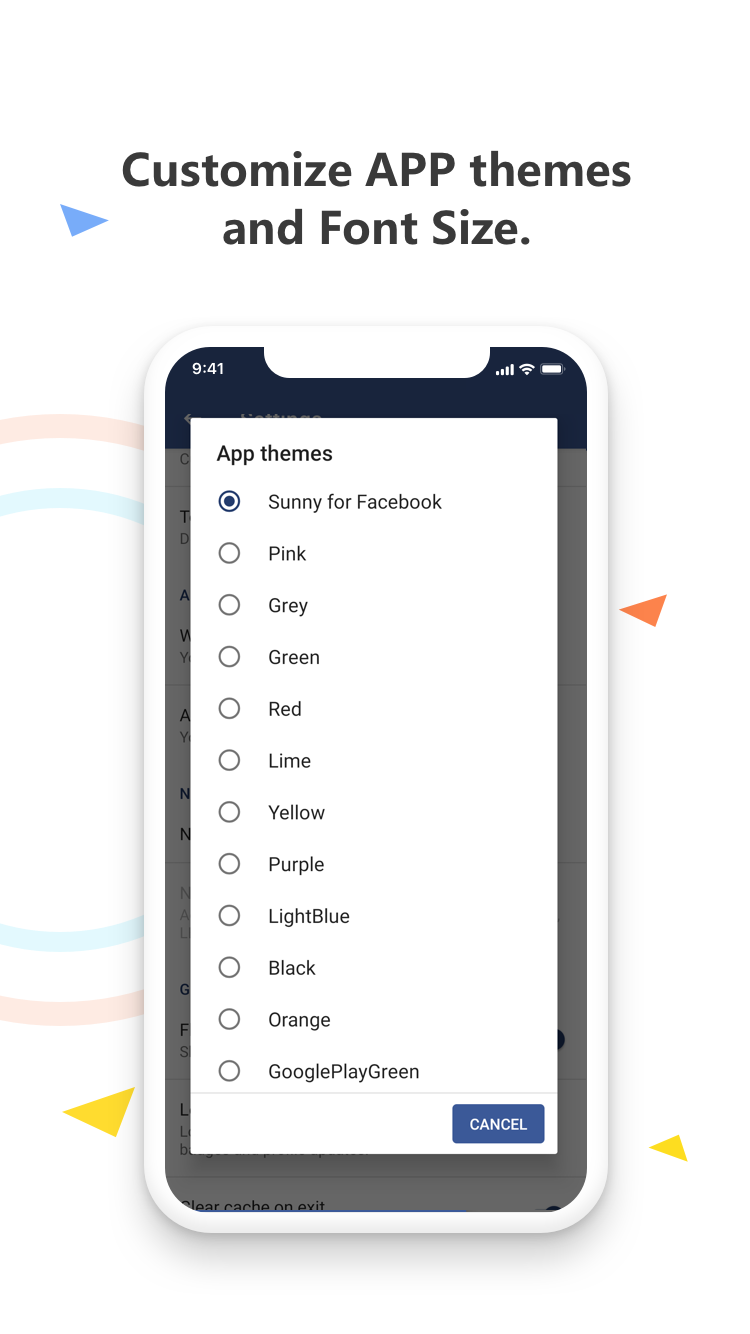 Customize APP themes
and Font Size.
9:41
App themes
Sunny for Facebook
Pink
Grey
Green
Red
Lime
Yellow
Purple
LightBlue
Black
Orange
GooglePlayGreen
CANCEL
Clear cache on exit